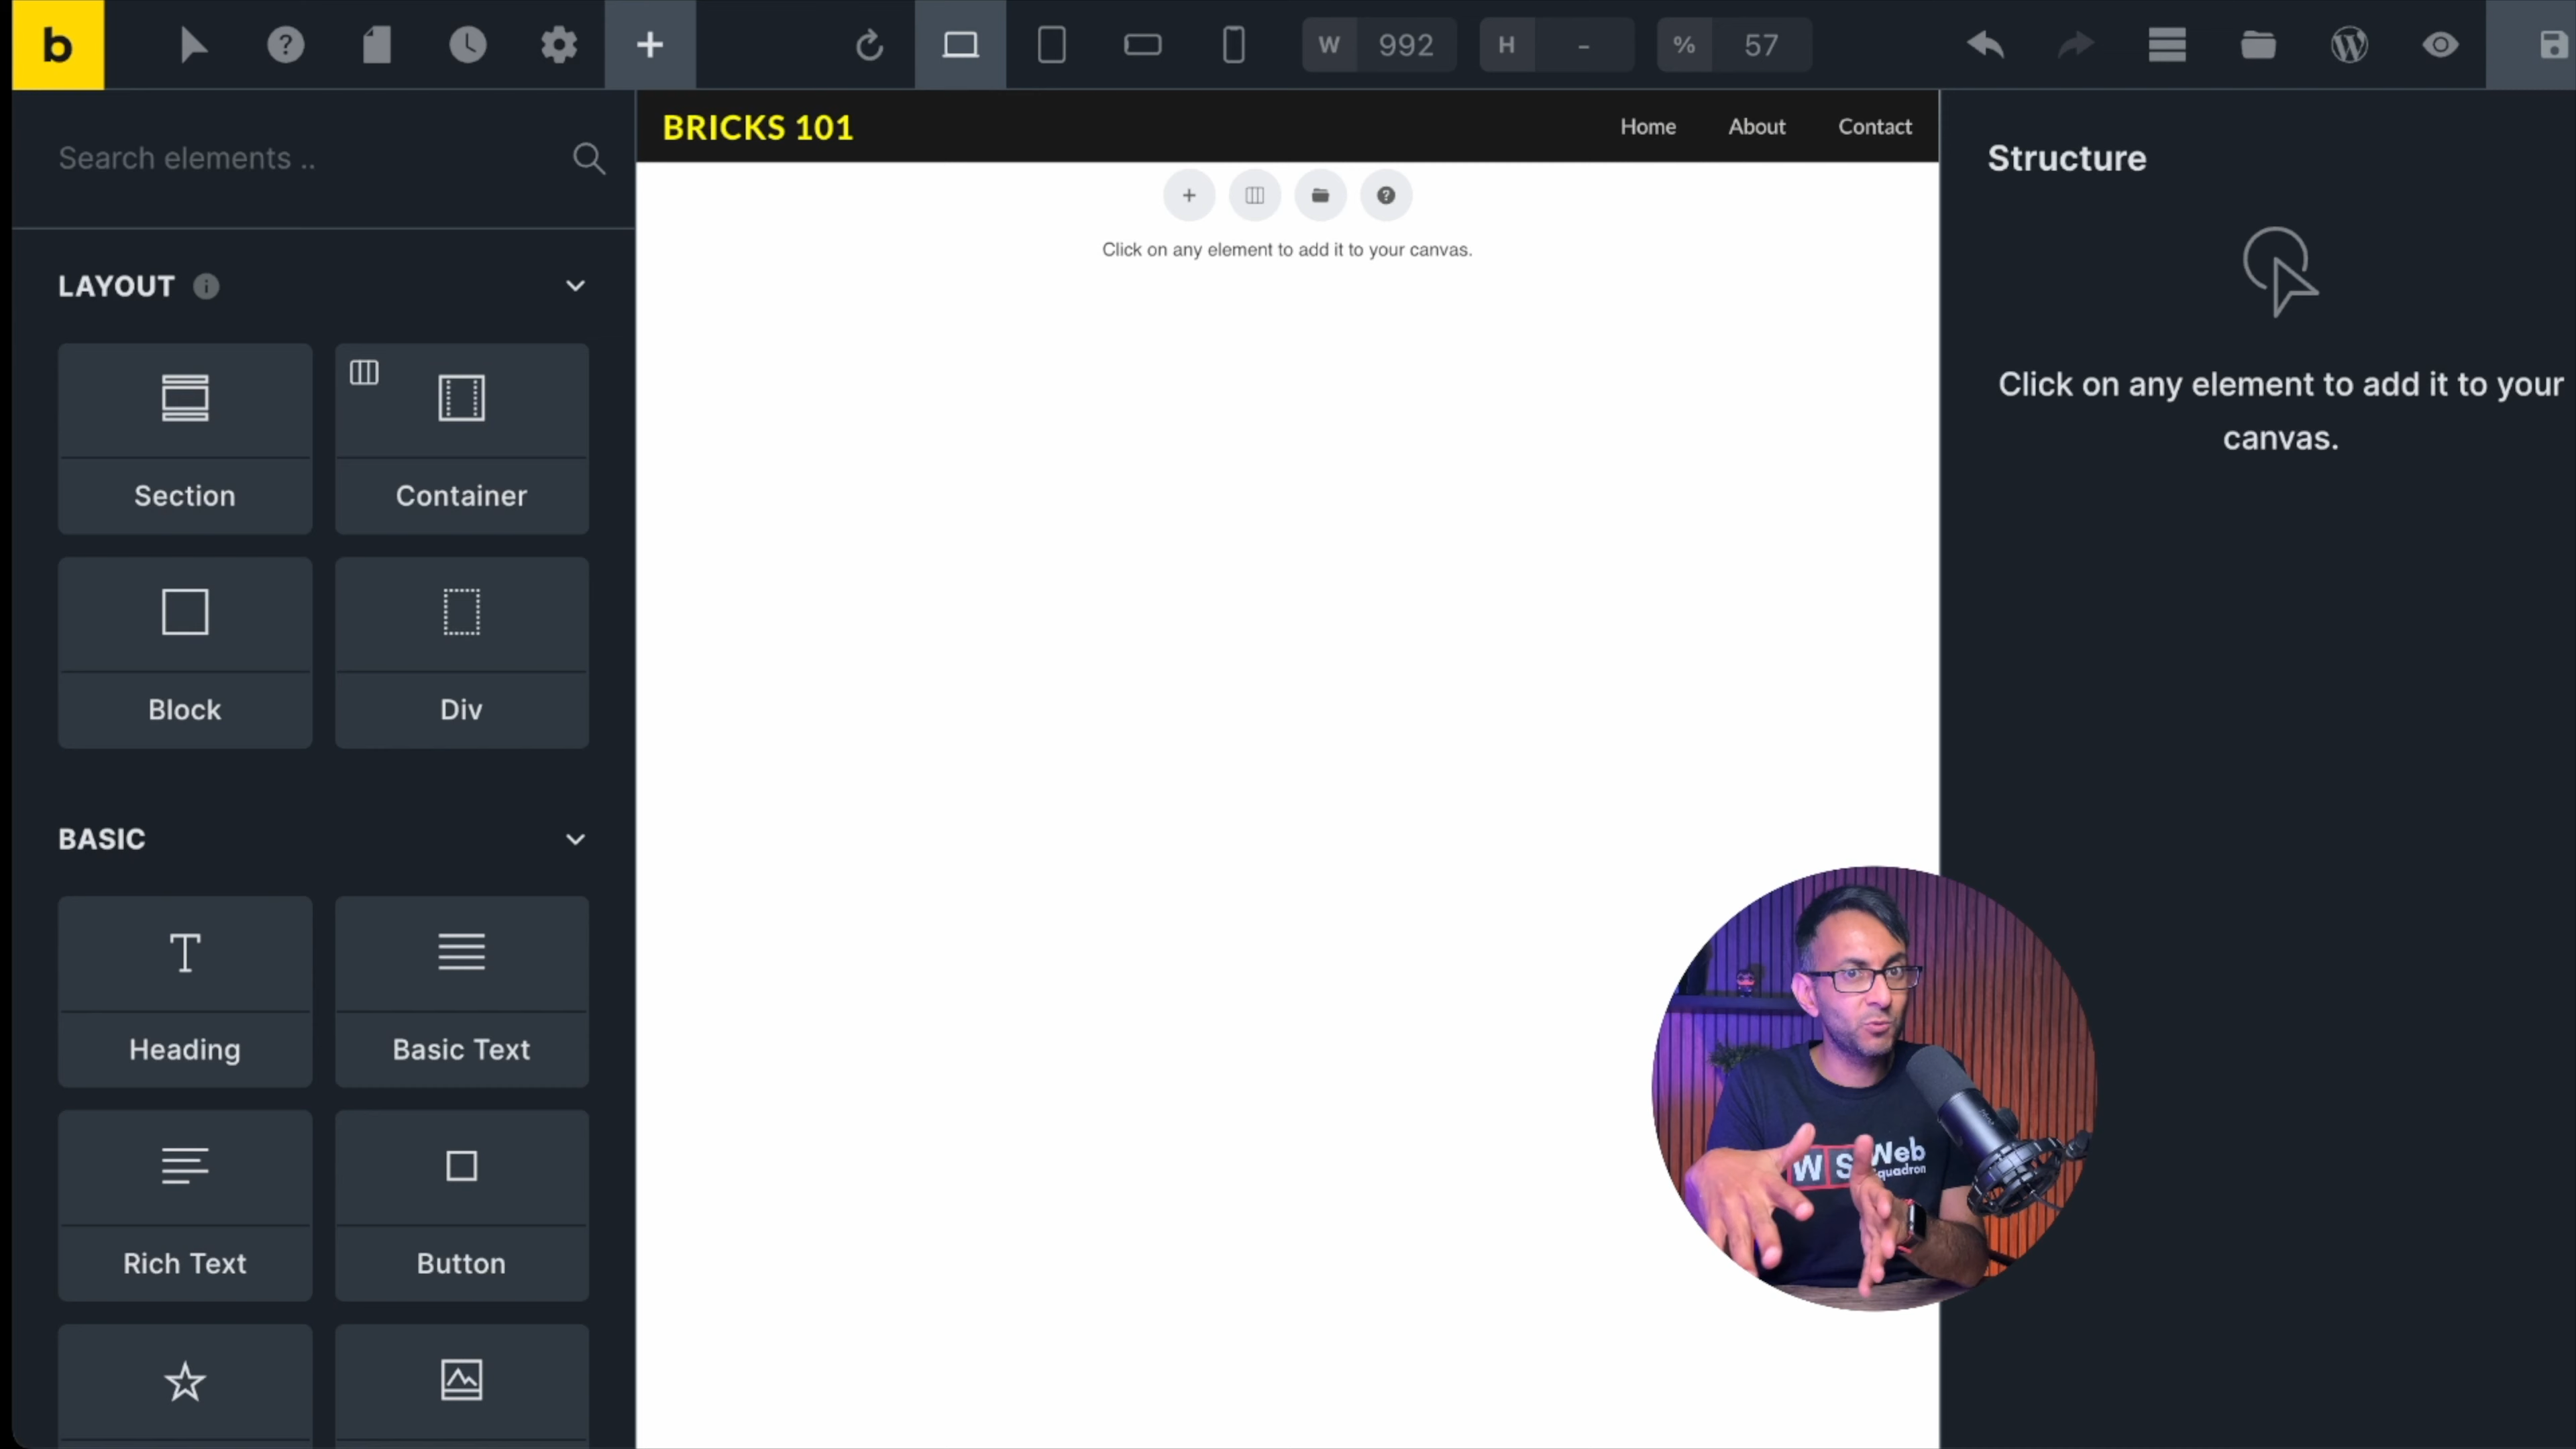 b
?
W 992
H -
% 57
Search elements ..
LAYOUT i
Section
Container
Block
Div
BASIC
Heading
Basic Text
Rich Text
Button
BRICKS 101
Home
About
Contact
Click on any element to add it to your canvas.
Structure
Click on any element to add it to your
canvas.
W S Web
quadron